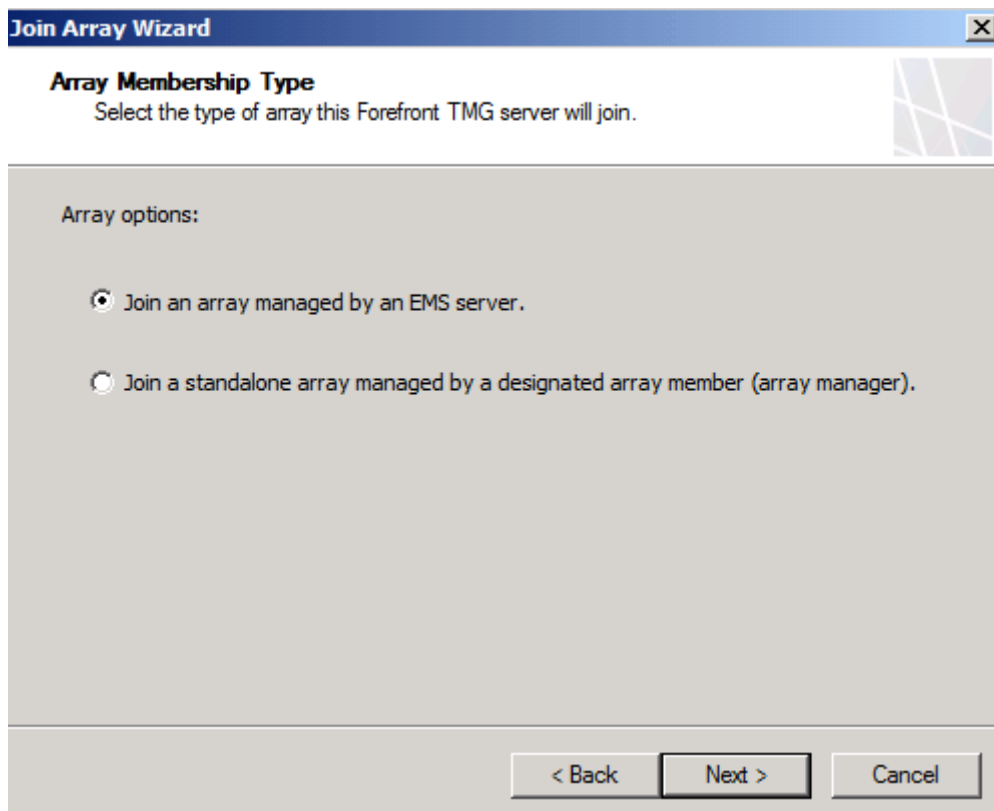 Join Array Wizard
Array Membership Type
Select the type of array this Forefront TMG server will join.
Array options:
Join an array managed by an EMS server.
Join a standalone array managed by a designated array member (array manager).
< Back Next > Cancel